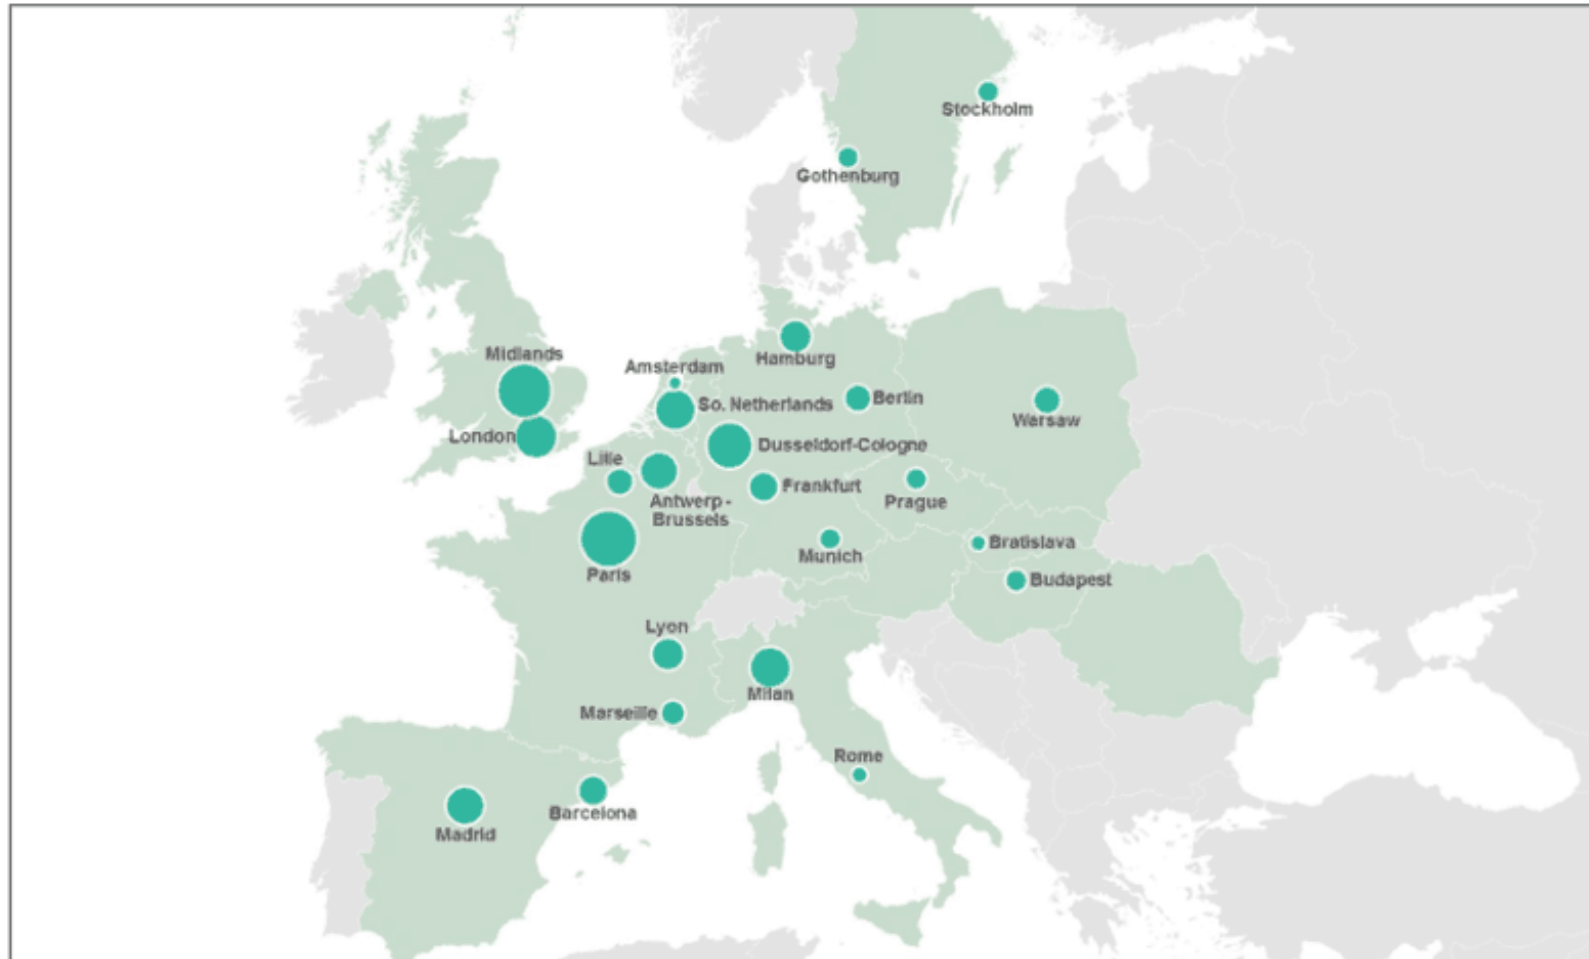 Stockholm
Gothenburg
Midlands
Amsterdam
Hamburg
So. Netherlands
Berlin
Warsaw
London
Dusseldorf-Cologne
Lille
Frankfurt
Prague
Antwerp -
Brussels
Munich
Bratislava
Paris
Budapest
Lyon
Milan
Marseille
Rome
Barcelona
Madrid